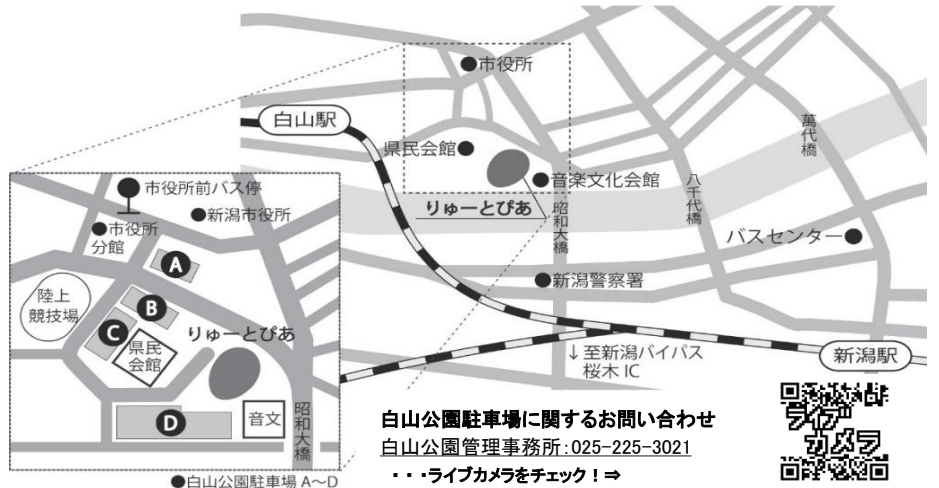 市役所
白山駅
県民会館
音楽文化会館
りゅーとぴあ
昭和大橋
八千代橋
萬代橋
バスセンター
新潟警察署
新潟駅
↓至新潟バイパス
桜木IC
市役所前バス停
新潟市役所
市役所
分館
A
B
C
D
陸上
競技場
県民
会館
りゅーとぴあ
音文
昭和大橋
●白山公園駐車場 A～D
白山公園駐車場に関するお問い合わせ
白山公園管理事務所:025-225-3021
・・・ライブカメラをチェック！⇒
ライブ
カメラ